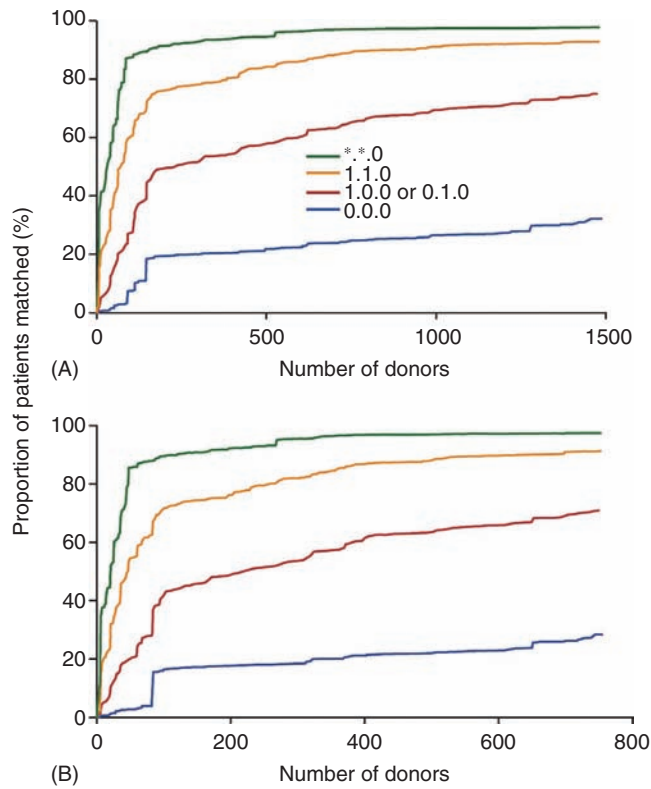 100
80
60
40
20
0
*.*.0
1.1.0
1.0.0 or 0.1.0
0.0.0
0 500 1000 1500
(A) Number of donors
Proportion of patients matched (%)
100
80
60
40
20
0
0 200 400 600 800
(B) Number of donors